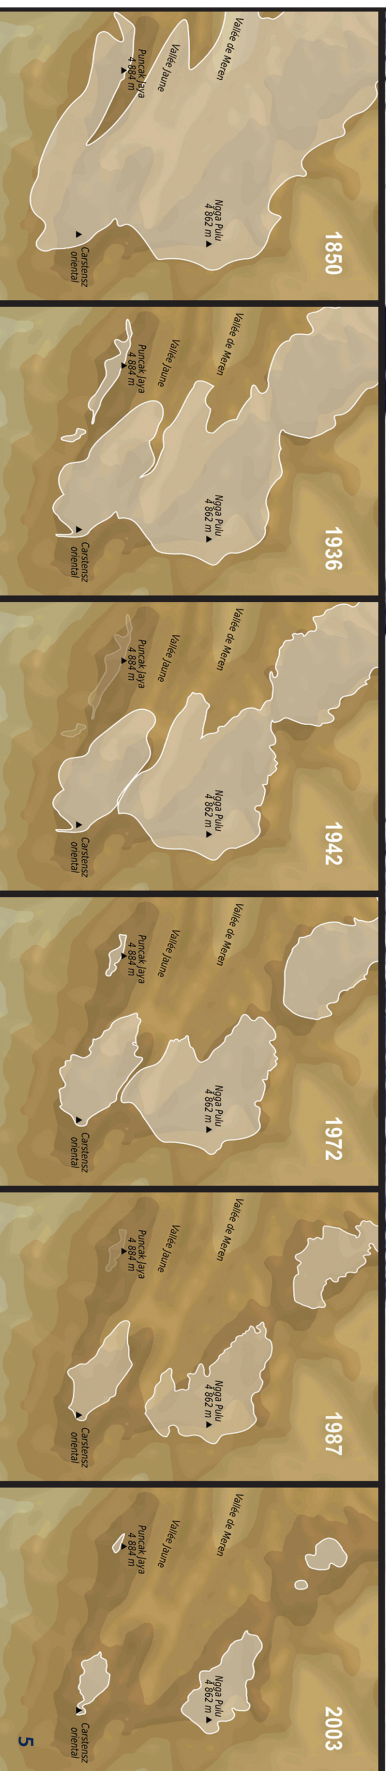 1850
Vallée de Meren
Vallée Jaune
Puncak Jaya
4 884 m
Ngga Pulu
4 862 m
Carstensz
oriental
1936
Vallée de Meren
Vallée Jaune
Puncak Jaya
4 884 m
Ngga Pulu
4 862 m
Carstensz
oriental
1942
Vallée de Meren
Vallée Jaune
Puncak Jaya
4 884 m
Ngga Pulu
4 862 m
Carstensz
oriental
1972
Vallée de Meren
Vallée Jaune
Puncak Jaya
4 884 m
Ngga Pulu
4 862 m
Carstensz
oriental
1987
Vallée de Meren
Vallée Jaune
Puncak Jaya
4 884 m
Ngga Pulu
4 862 m
Carstensz
oriental
2003
Vallée de Meren
Vallée Jaune
Puncak Jaya
4 884 m
Ngga Pulu
4 862 m
Carstensz
oriental
5